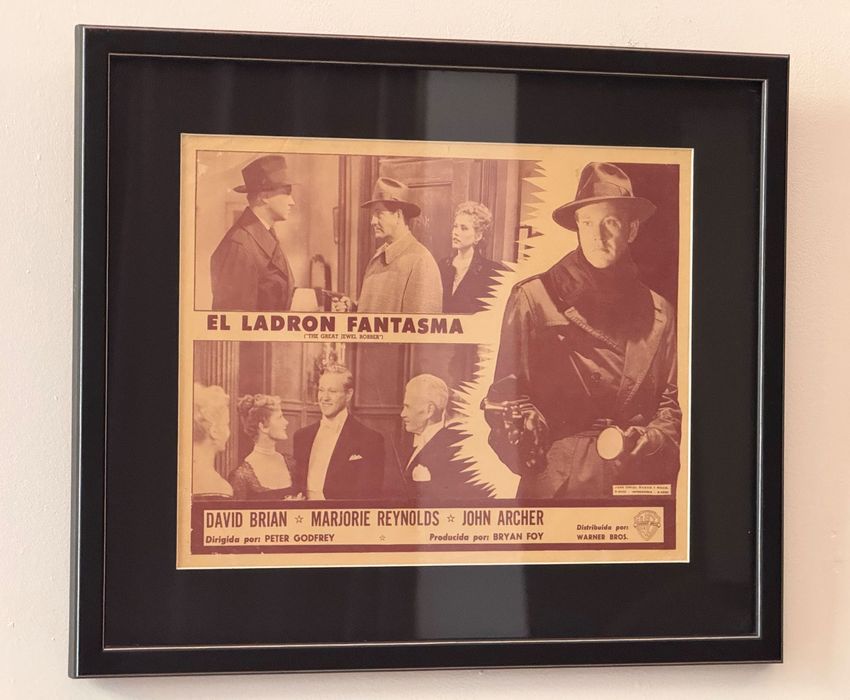 EL LADRON FANTASMA
("THE GREAT JEWEL ROBBER")
DAVID BRIAN ☆ MARJORIE REYNOLDS ☆ JOHN ARCHER
Dirigida por: PETER GODFREY ☆ Producida por: BRYAN FOY
Distribuida por:
WARNER BROS.